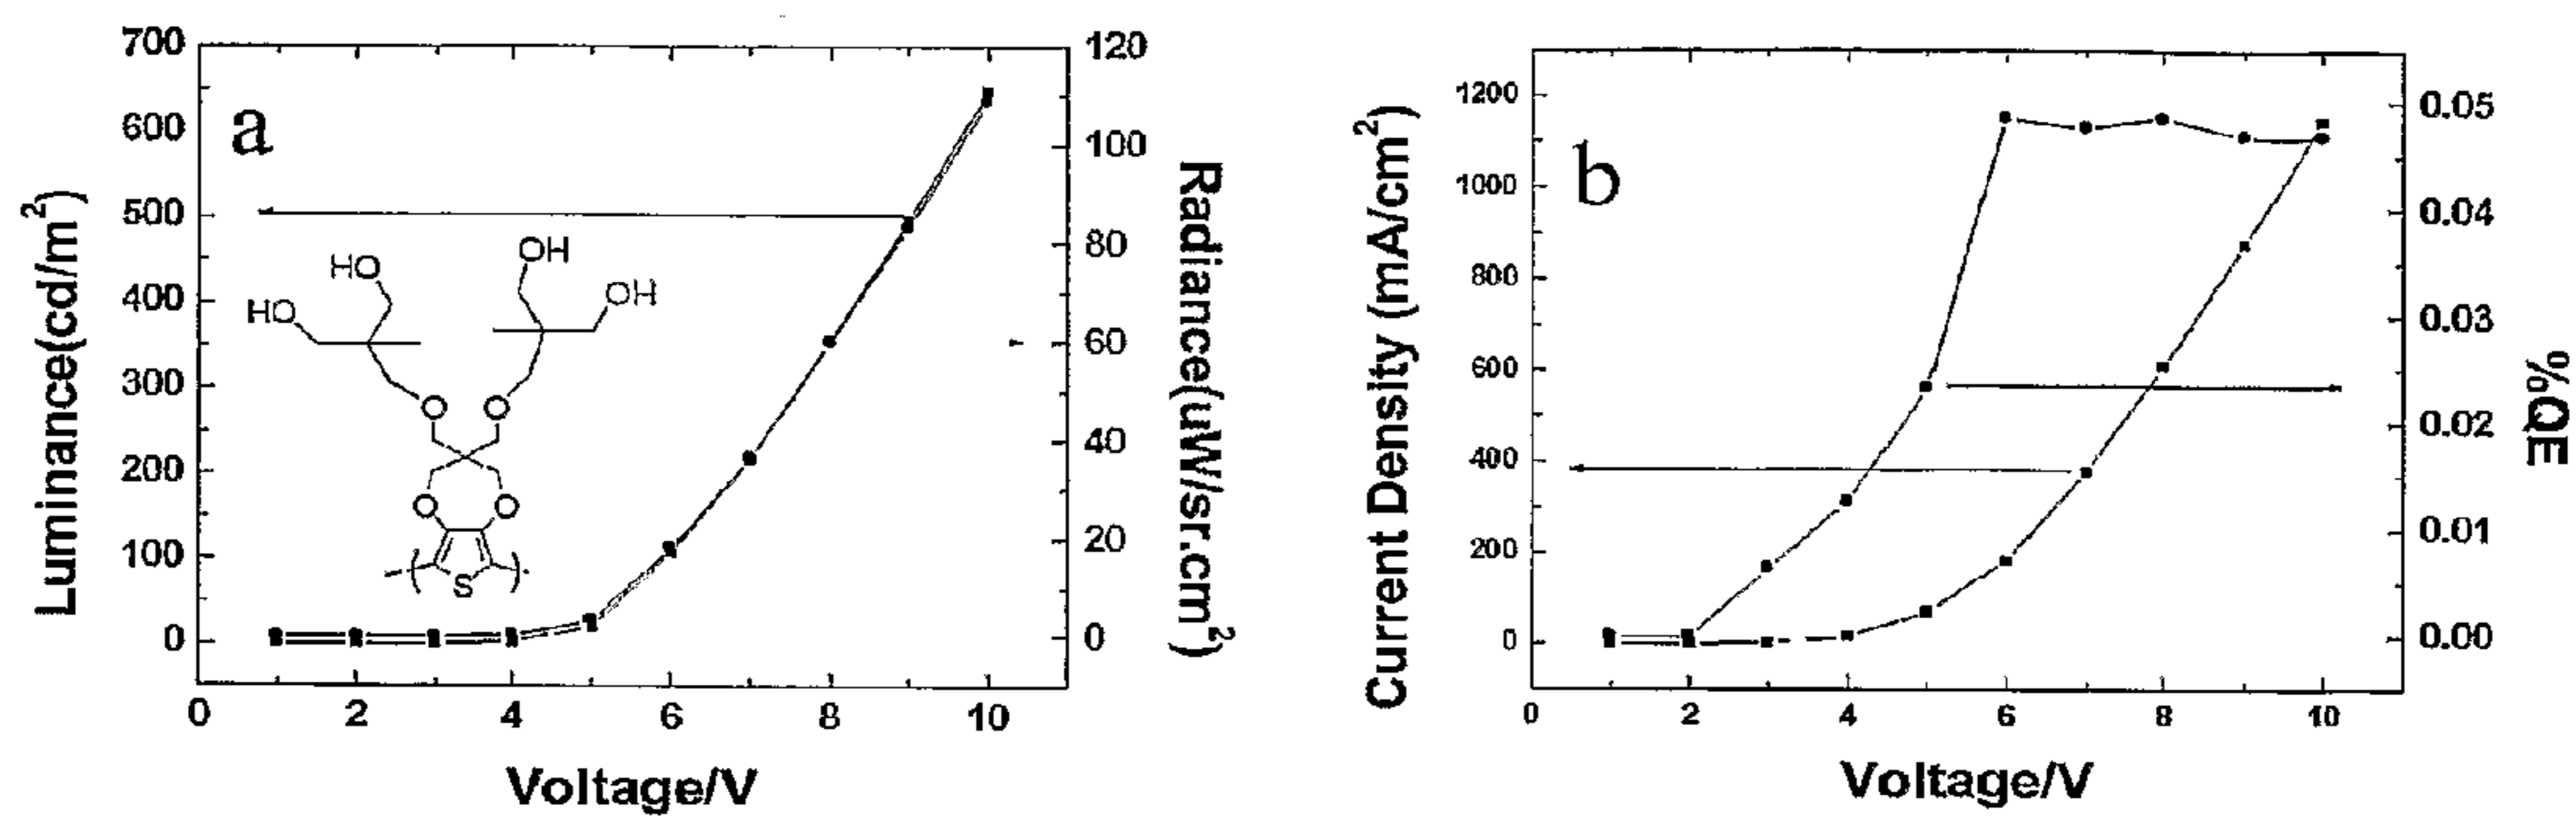 700
600
500
400
300
200
100
0
Luminance(cd/m²)
a
HO
HO
OH
OH
O
O
O
O
S
( )
120
100
80
60
40
20
0
Radiance(uW/sr.cm²)
0 2 4 6 8 10
Voltage/V
1200
1000
800
600
400
200
0
Current Density (mA/cm²)
b
0.05
0.04
0.03
0.02
0.01
0.00
%QE
0 2 4 6 8 10
Voltage/V